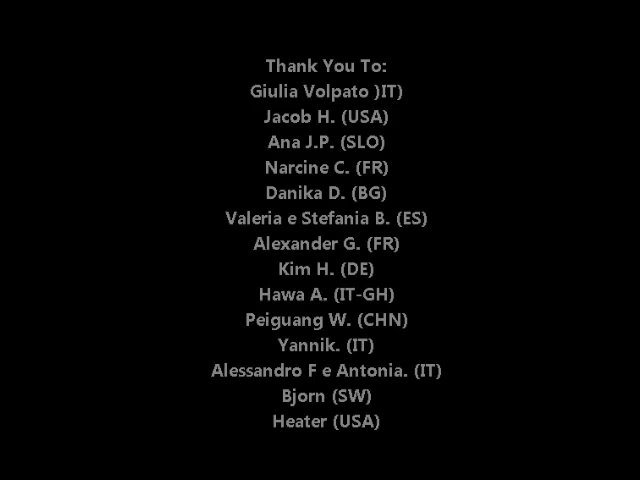 Thank You To:
Giulia Volpato )IT)
Jacob H. (USA)
Ana J.P. (SLO)
Narcine C. (FR)
Danika D. (BG)
Valeria e Stefania B. (ES)
Alexander G. (FR)
Kim H. (DE)
Hawa A. (IT-GH)
Peiguang W. (CHN)
Yannik. (IT)
Alessandro F e Antonia. (IT)
Bjorn (SW)
Heater (USA)